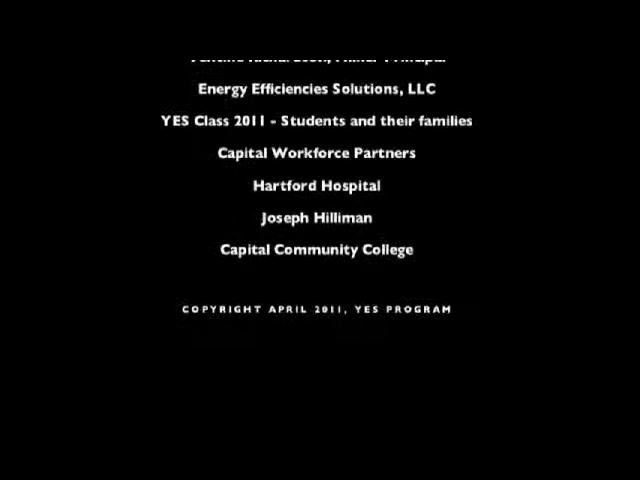 Energy Efficiencies Solutions, LLC
YES Class 2011 - Students and their families
Capital Workforce Partners
Hartford Hospital
Joseph Hilliman
Capital Community College
COPYRIGHT APRIL 2011, YES PROGRAM